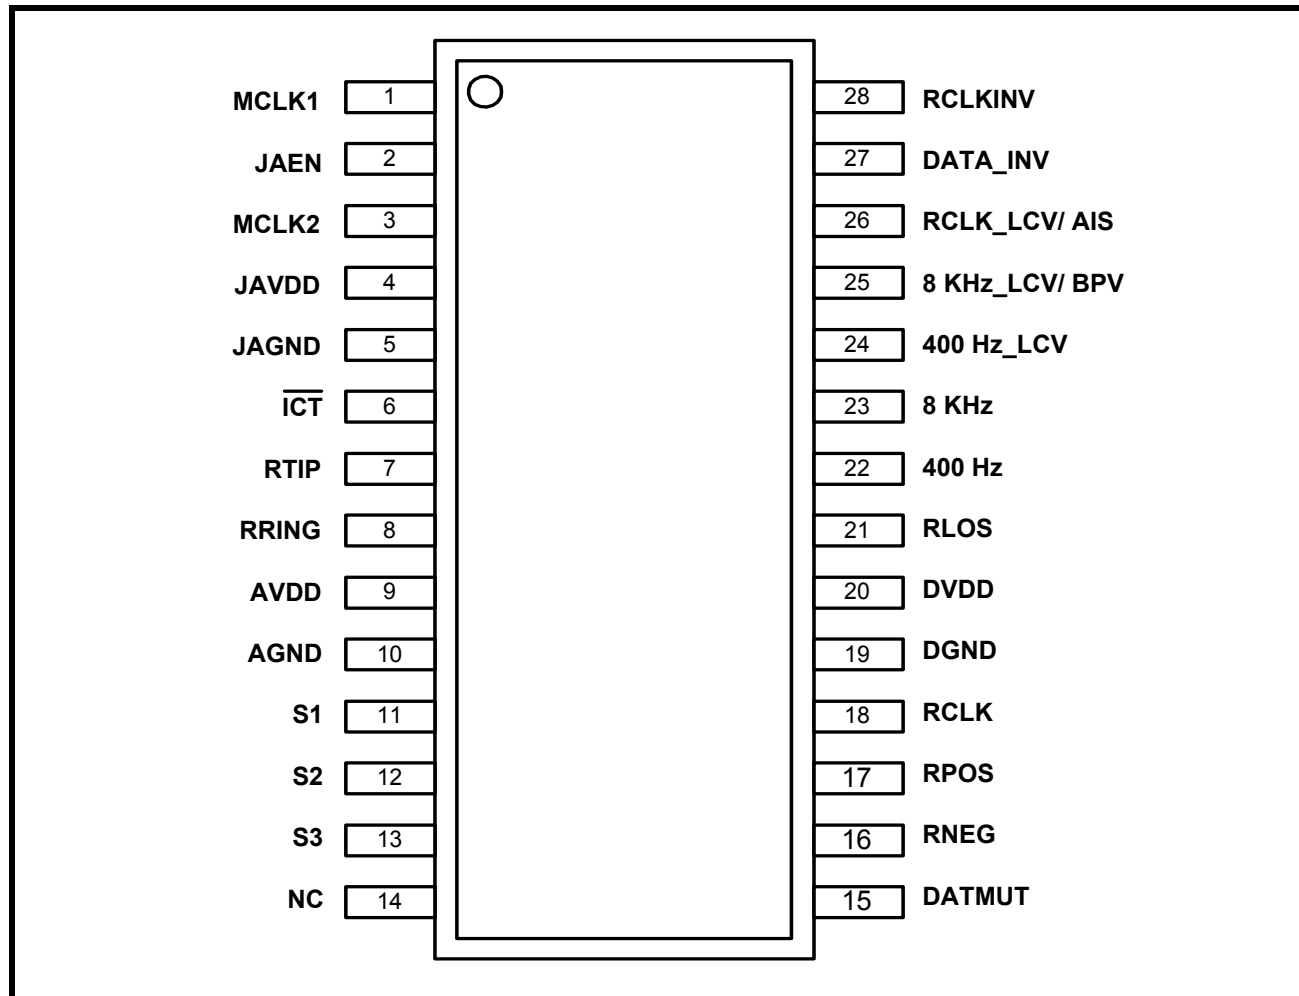 MCLK1 1 28 RCLKINV
JAEN 2 27 DATA_INV
MCLK2 3 26 RCLK_LCV/ AIS
JAVDD 4 25 8 KHz_LCV/ BPV
JAGND 5 24 400 Hz_LCV
ICT 6 23 8 KHz
RTIP 7 22 400 Hz
RRING 8 21 RLOS
AVDD 9 20 DVDD
AGND 10 19 DGND
S1 11 18 RCLK
S2 12 17 RPOS
S3 13 16 RNEG
NC 14 15 DATMUT